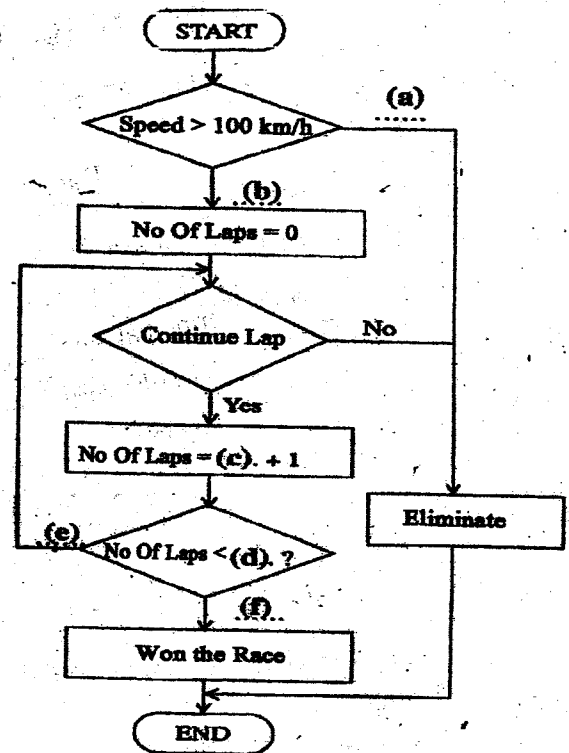 START
(a)
Speed > 100 km/h
(b)
No Of Laps = 0
Continue Lap
No
Yes
No Of Laps = (c). + 1
Eliminate
(e)
No Of Laps < (d). ?
(f)
Won the Race
END